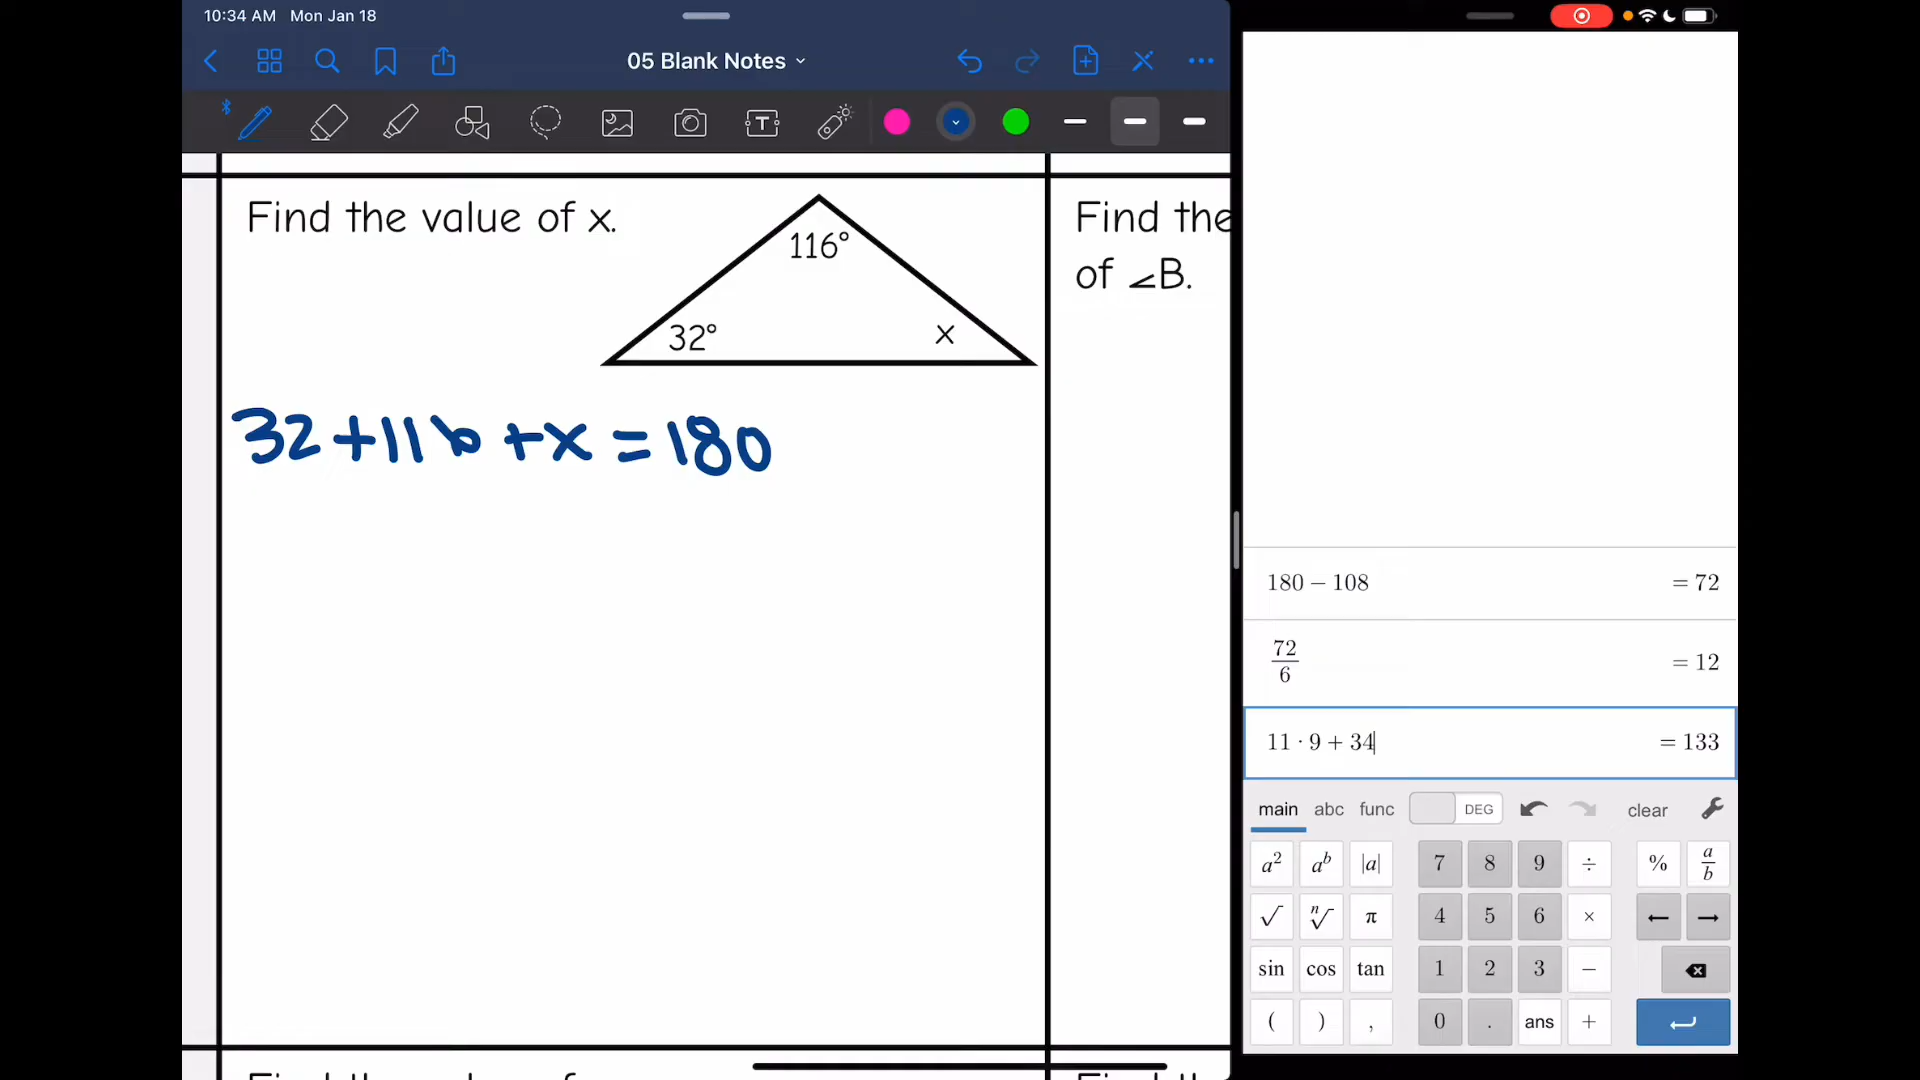 10:34 AM Mon Jan 18
05 Blank Notes
T
Find the value of x.
116°
32°
x
32+116+x=180
Find the
of ∠B.
180 − 108 = 72
72/6 = 12
11 · 9 + 34 = 133
main abc func DEG clear
a² aᵇ |a| 7 8 9 ÷ % a/b
√ ⁿ√ π 4 5 6 × ← →
sin cos tan 1 2 3 −
( ) , 0 . ans +